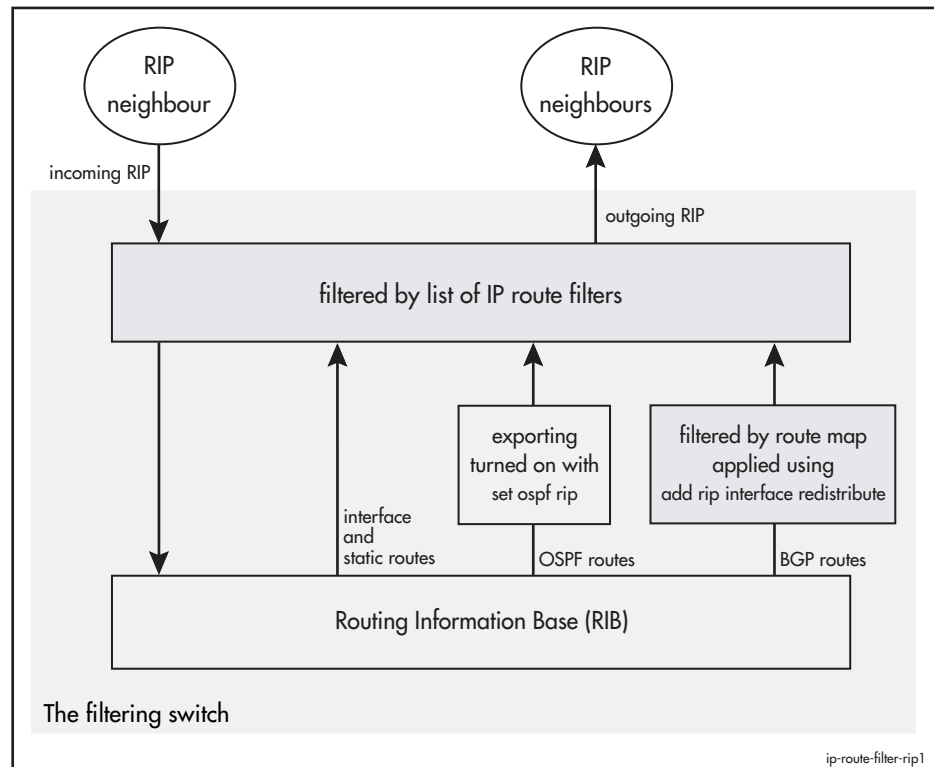 RIP
neighbour
RIP
neighbours
incoming RIP
outgoing RIP
filtered by list of IP route filters
exporting
turned on with
set ospf rip
filtered by route map
applied using
add rip interface redistribute
interface
and
static routes
OSPF routes
BGP routes
Routing Information Base (RIB)
The filtering switch
ip-route-filter-rip1